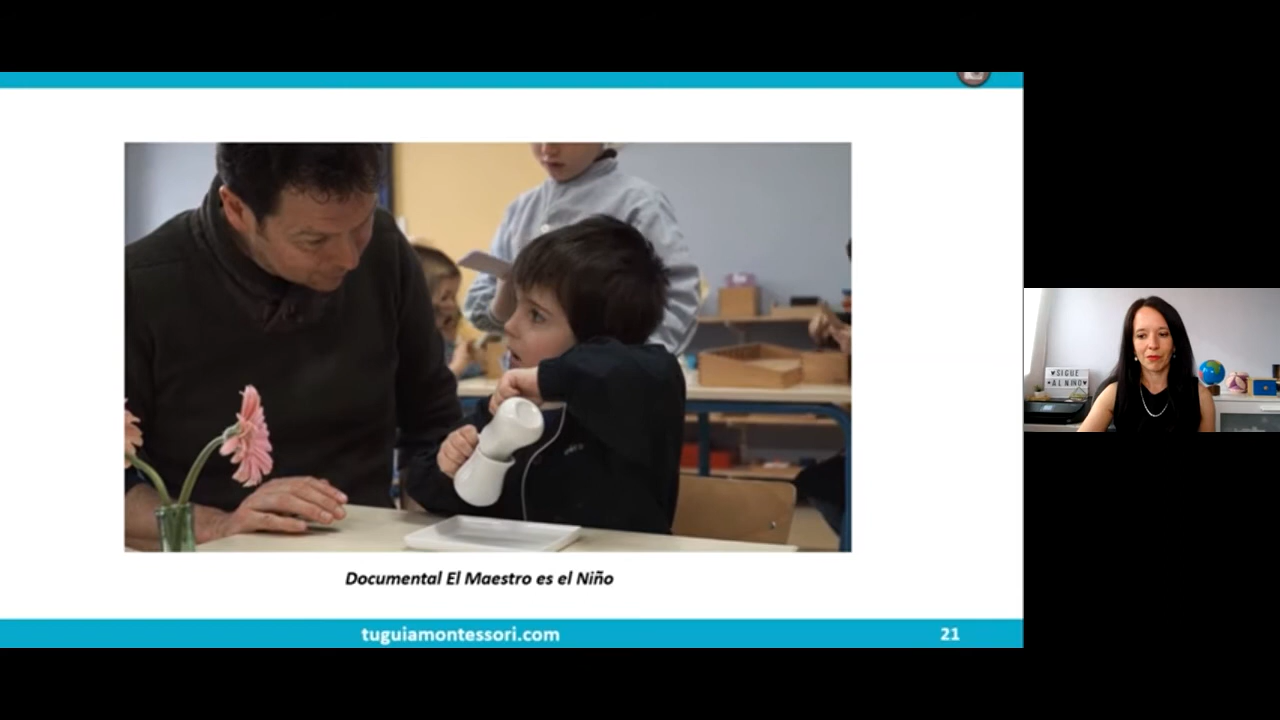 Documental El Maestro es el Niño
tuguiamontessori.com
21
♥SIGUE
♥AL NIÑO♥